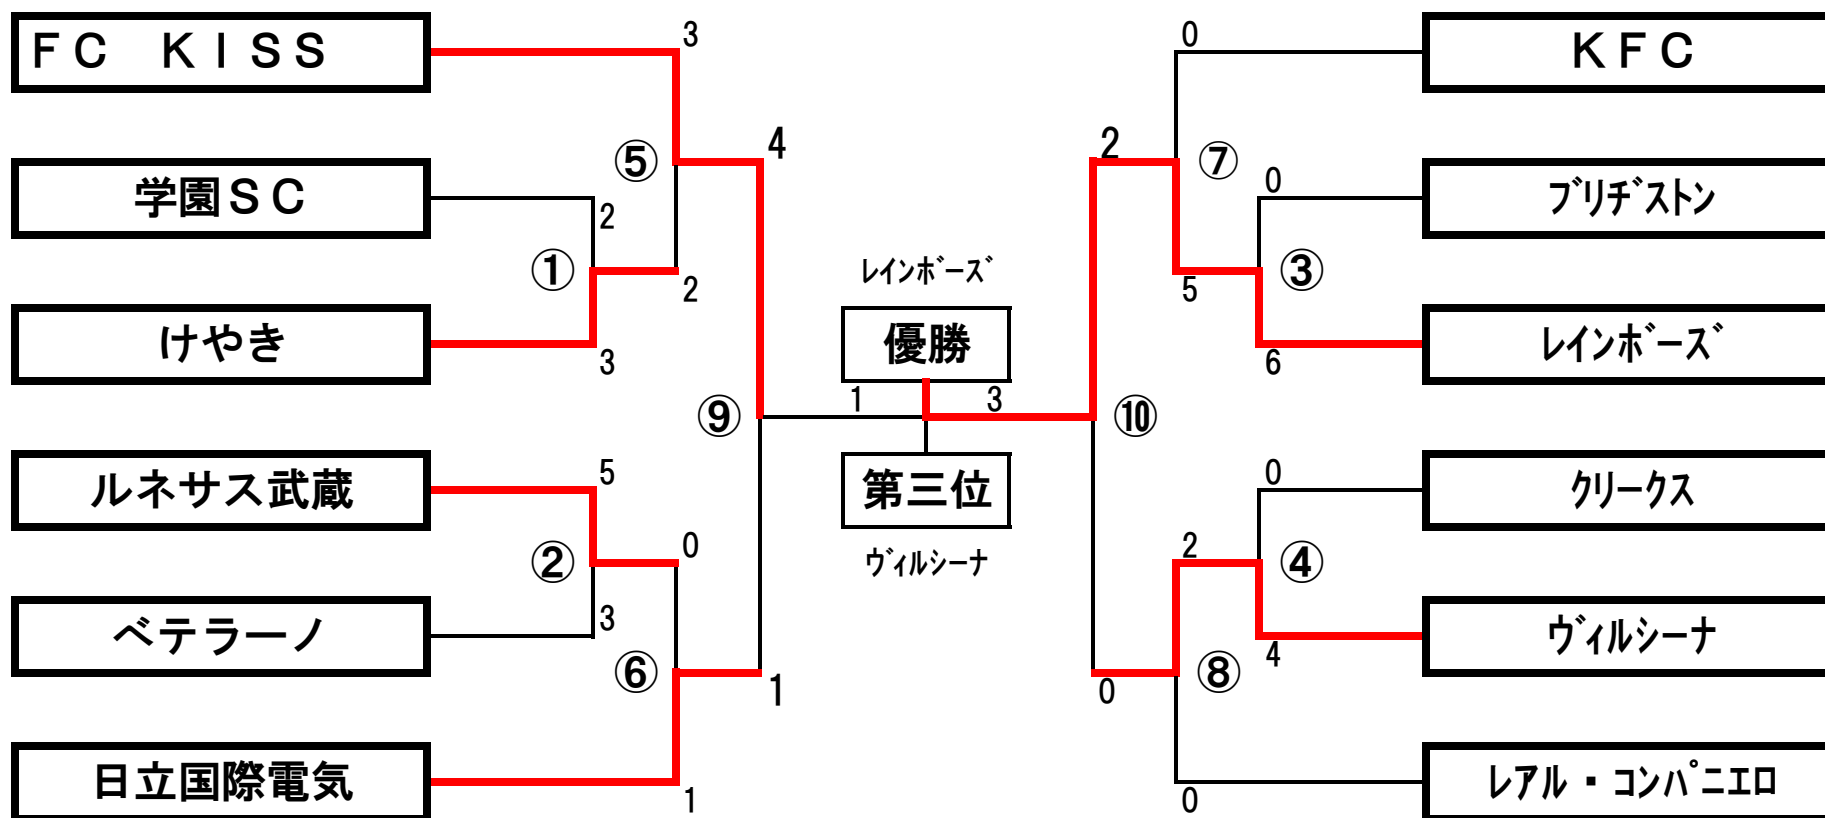 ＦＣ　ＫＩＳＳ
3
0
ＫＦＣ
⑤
4
2
⑦
学園ＳＣ
2
0
ﾌﾞﾘﾁﾞｽﾄﾝ
①
2
ﾚｲﾝﾎﾞｰｽﾞ
5
③
けやき
3
優勝
6
ﾚｲﾝﾎﾞｰｽﾞ
⑨
1
3
⑩
ルネサス武蔵
5
第三位
0
ｸﾘｰｸｽ
②
0
ｳﾞｨﾙｼｰﾅ
2
④
ベテラーノ
3
4
ｳﾞｨﾙｼｰﾅ
⑥
1
0
⑧
日立国際電気
1
0
ﾚｱﾙ・ｺﾝﾊﾟﾆｴﾛ